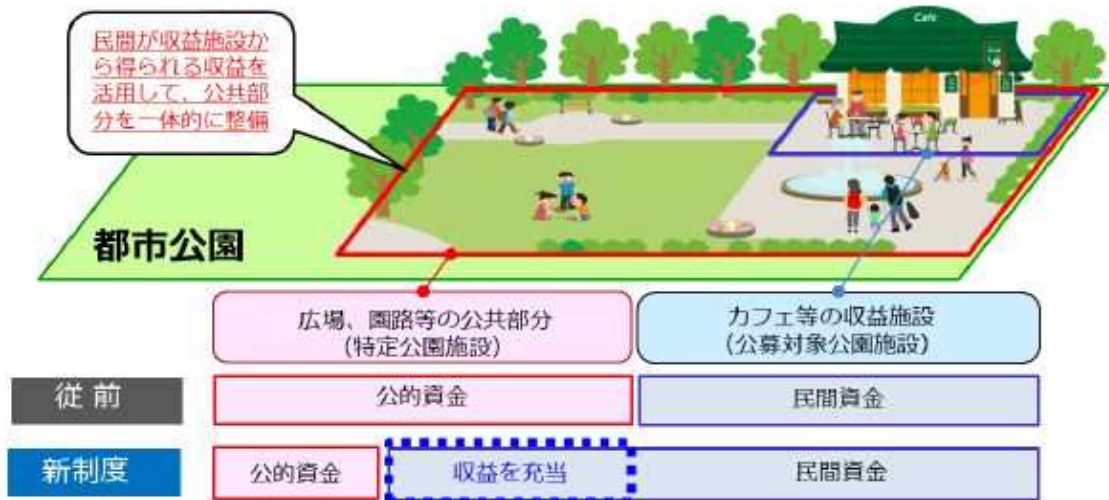 Cafe
民間が収益施設か
ら得られる収益を
活用して、公共部
分を一体的に整備
都市公園
広場、園路等の公共部分
(特定公園施設)
カフェ等の収益施設
(公募対象公園施設)
従 前
公的資金
民間資金
新制度
公的資金
収益を充当
民間資金